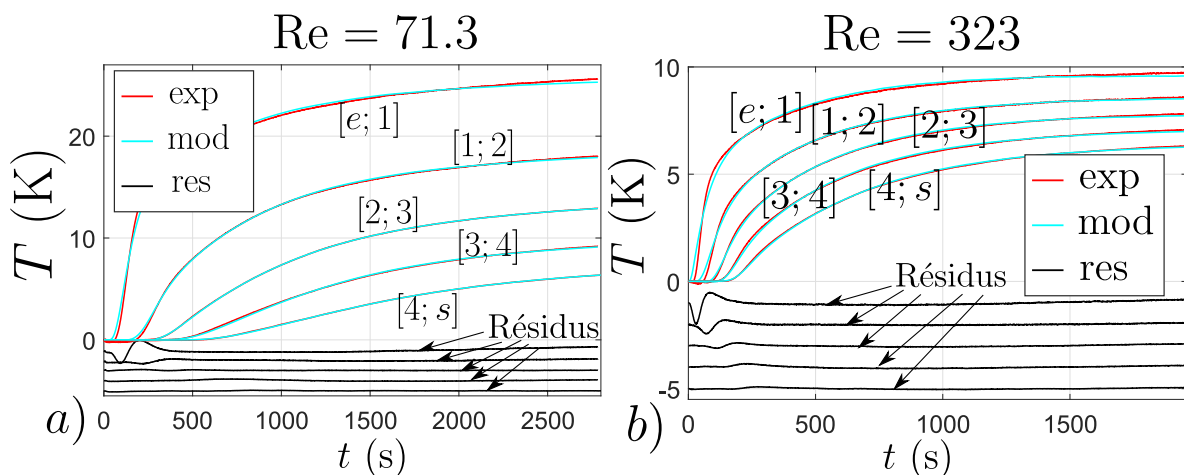 Re = 71.3
T (K)
20
10
0
exp
mod
res
[e; 1]
[1; 2]
[2; 3]
[3; 4]
[4; s]
Résidus
0 500 1000 1500 2000 2500
a)
t (s)
Re = 323
T (K)
10
5
0
-5
[e; 1]
[1; 2]
[2; 3]
[3; 4]
[4; s]
exp
mod
res
Résidus
0 500 1000 1500
b)
t (s)